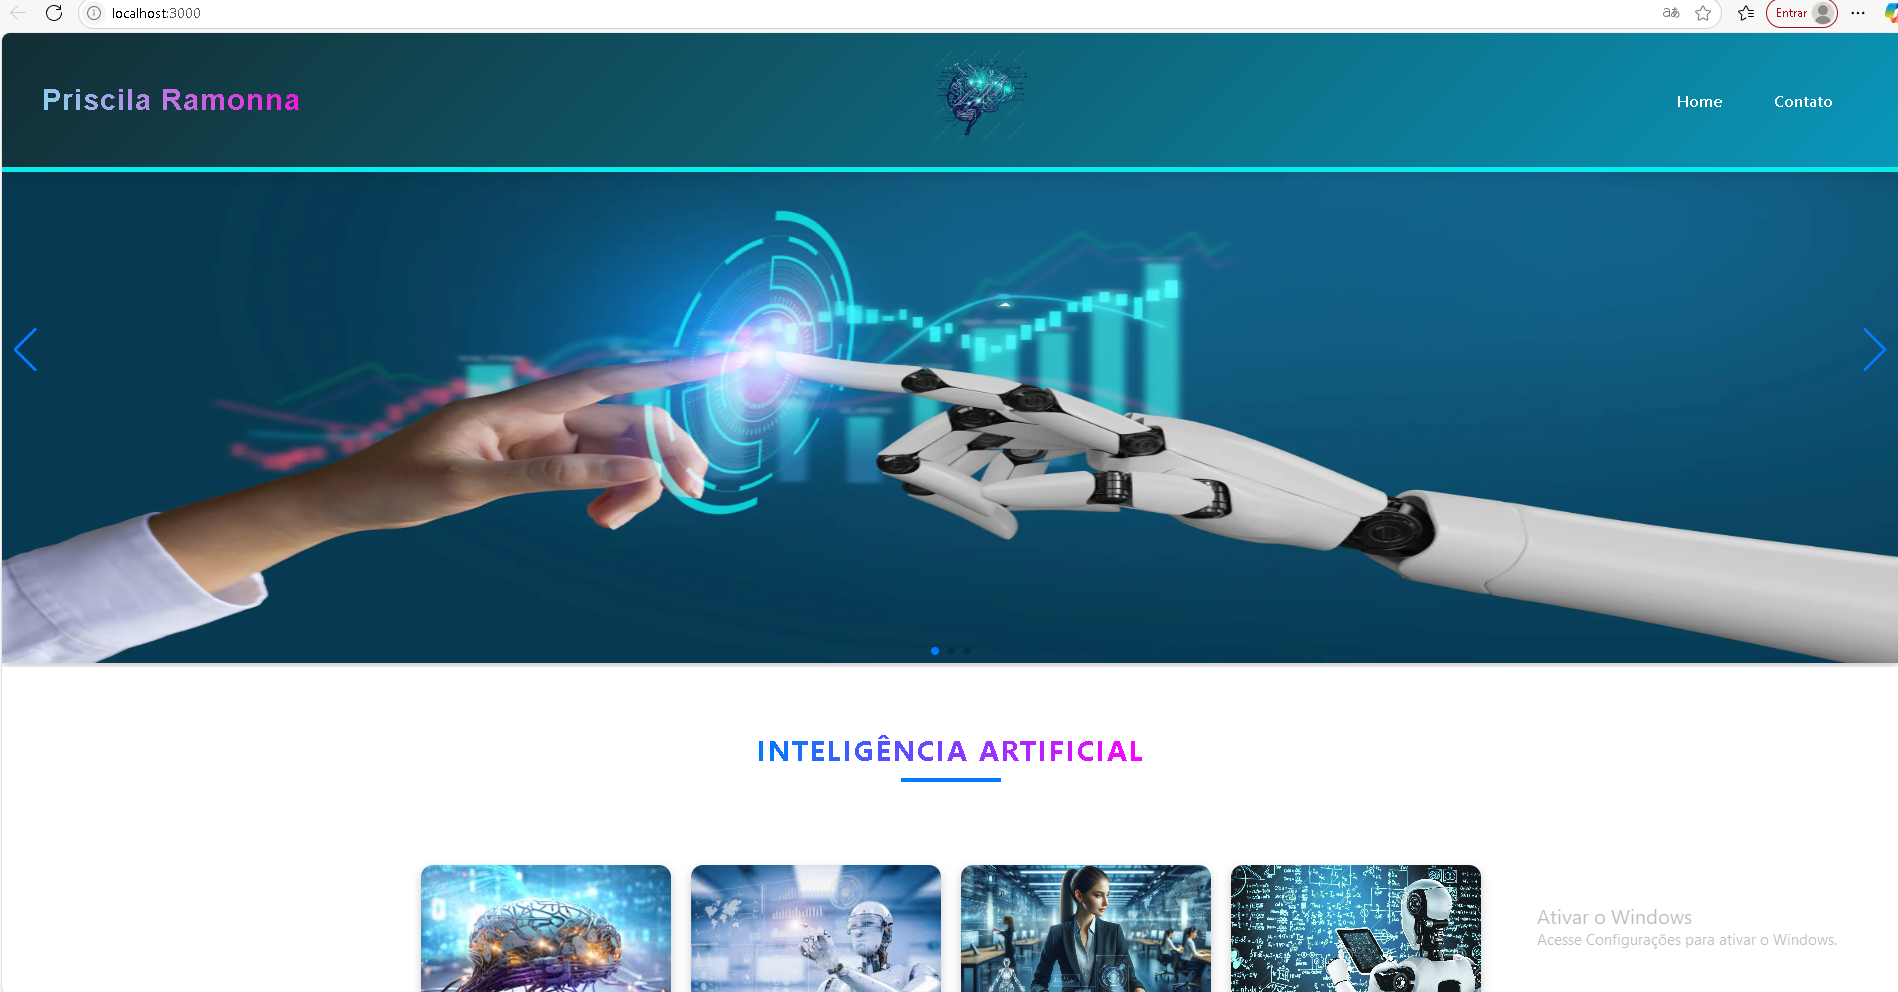 localhost:3000
Entrar
Priscila Ramonna
Home
Contato
INTELIGÊNCIA ARTIFICIAL
Ativar o Windows
Acesse Configurações para ativar o Windows.